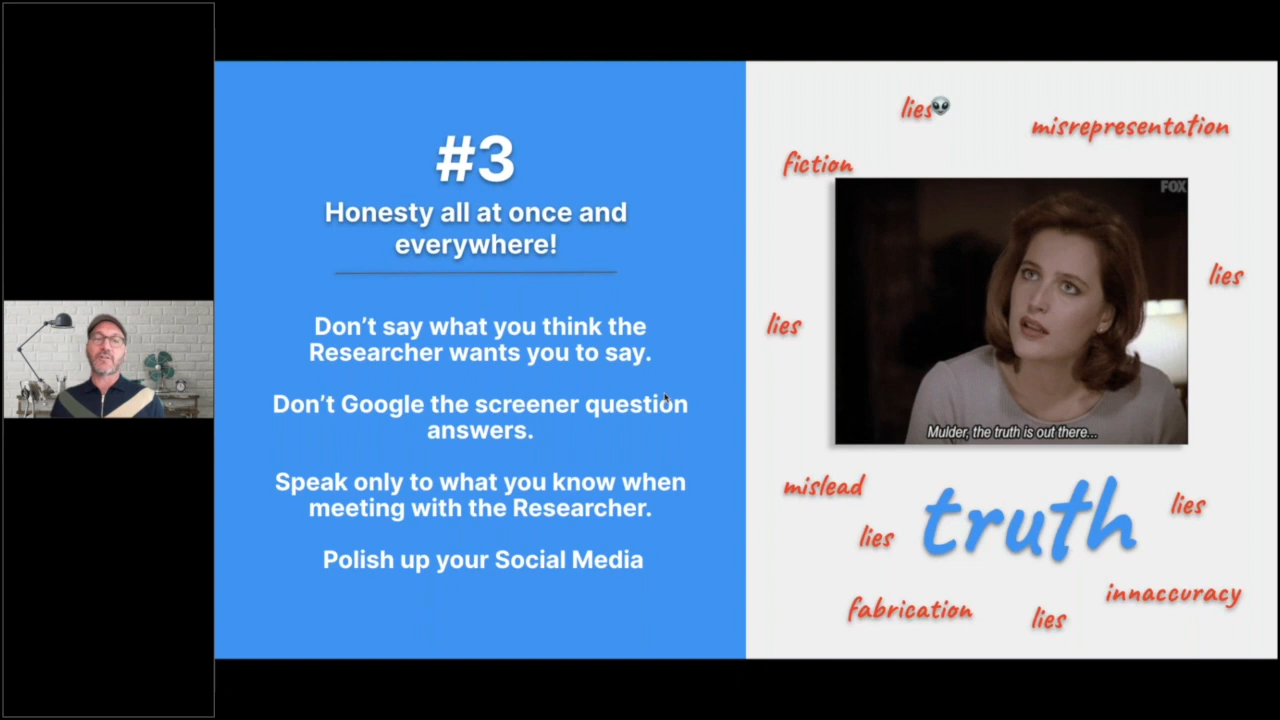 #3
Honesty all at once and
everywhere!
Don't say what you think the
Researcher wants you to say.
Don't Google the screener question
answers.
Speak only to what you know when
meeting with the Researcher.
Polish up your Social Media
lies
misrepresentation
fiction
FOX
lies
lies
Mulder, the truth is out there...
mislead
truth
lies
lies
innaccuracy
fabrication
lies